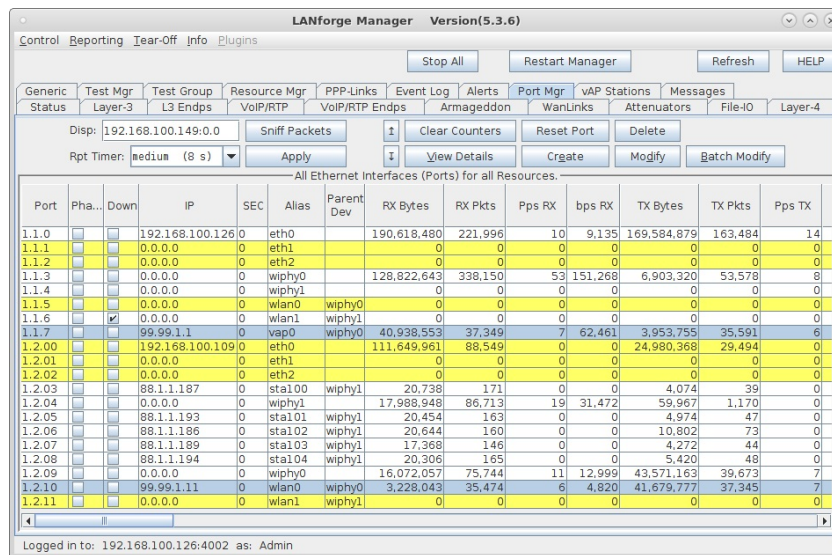 LANforge Manager Version(5.3.6)
Control Reporting Tear-Off Info Plugins
Stop All Restart Manager Refresh HELP
Generic Test Mgr Test Group Resource Mgr PPP-Links Event Log Alerts Port Mgr vAP Stations Messages
Status Layer-3 L3 Endps VoIP/RTP VoIP/RTP Endps Armageddon WanLinks Attenuators File-IO Layer-4
Disp: 192.168.100.149:0.0 Sniff Packets Clear Counters Reset Port Delete
Rpt Timer: medium (8 s) Apply View Details Create Modify Batch Modify
All Ethernet Interfaces (Ports) for all Resources.
Port Pha... Down IP SEC Alias Parent Dev RX Bytes RX Pkts Pps RX bps RX TX Bytes TX Pkts Pps TX
1.1.0 192.168.100.126 0 eth0 190,618,480 221,996 10 9,135 169,584,879 163,484 14
1.1.1 0.0.0.0 0 eth1 0 0 0 0 0 0 0
1.1.2 0.0.0.0 0 eth2 0 0 0 0 0 0 0
1.1.3 0.0.0.0 0 wiphy0 128,822,643 338,150 53 151,268 6,903,320 53,578 8
1.1.4 0.0.0.0 0 wiphy1 0 0 0 0 0 0 0
1.1.5 0.0.0.0 0 wlan0 wiphy0 0 0 0 0 0 0 0
1.1.6 0.0.0.0 0 wlan1 wiphy1 0 0 0 0 0 0 0
1.1.7 99.99.1.1 0 vap0 wiphy0 40,938,553 37,349 7 62,461 3,953,755 35,591 6
1.2.00 192.168.100.109 0 eth0 111,649,961 88,549 0 0 24,980,368 29,494 0
1.2.01 0.0.0.0 0 eth1 0 0 0 0 0 0 0
1.2.02 0.0.0.0 0 eth2 0 0 0 0 0 0 0
1.2.03 88.1.1.187 0 sta100 wiphy1 20,738 171 0 0 4,074 39 0
1.2.04 0.0.0.0 0 wiphy1 17,988,948 86,713 19 31,472 59,967 1,170 0
1.2.05 88.1.1.193 0 sta101 wiphy1 20,454 163 0 0 4,974 47 0
1.2.06 88.1.1.186 0 sta102 wiphy1 20,644 160 0 0 10,802 73 0
1.2.07 88.1.1.189 0 sta103 wiphy1 17,368 146 0 0 4,272 44 0
1.2.08 88.1.1.194 0 sta104 wiphy1 20,306 165 0 0 5,420 48 0
1.2.09 0.0.0.0 0 wiphy0 16,072,057 75,744 11 12,999 43,571,163 39,673 7
1.2.10 99.99.1.11 0 wlan0 wiphy0 3,228,043 35,474 6 4,820 41,679,777 37,345 7
1.2.11 0.0.0.0 0 wlan1 wiphy1 0 0 0 0 0 0 0
Logged in to: 192.168.100.126:4002 as: Admin